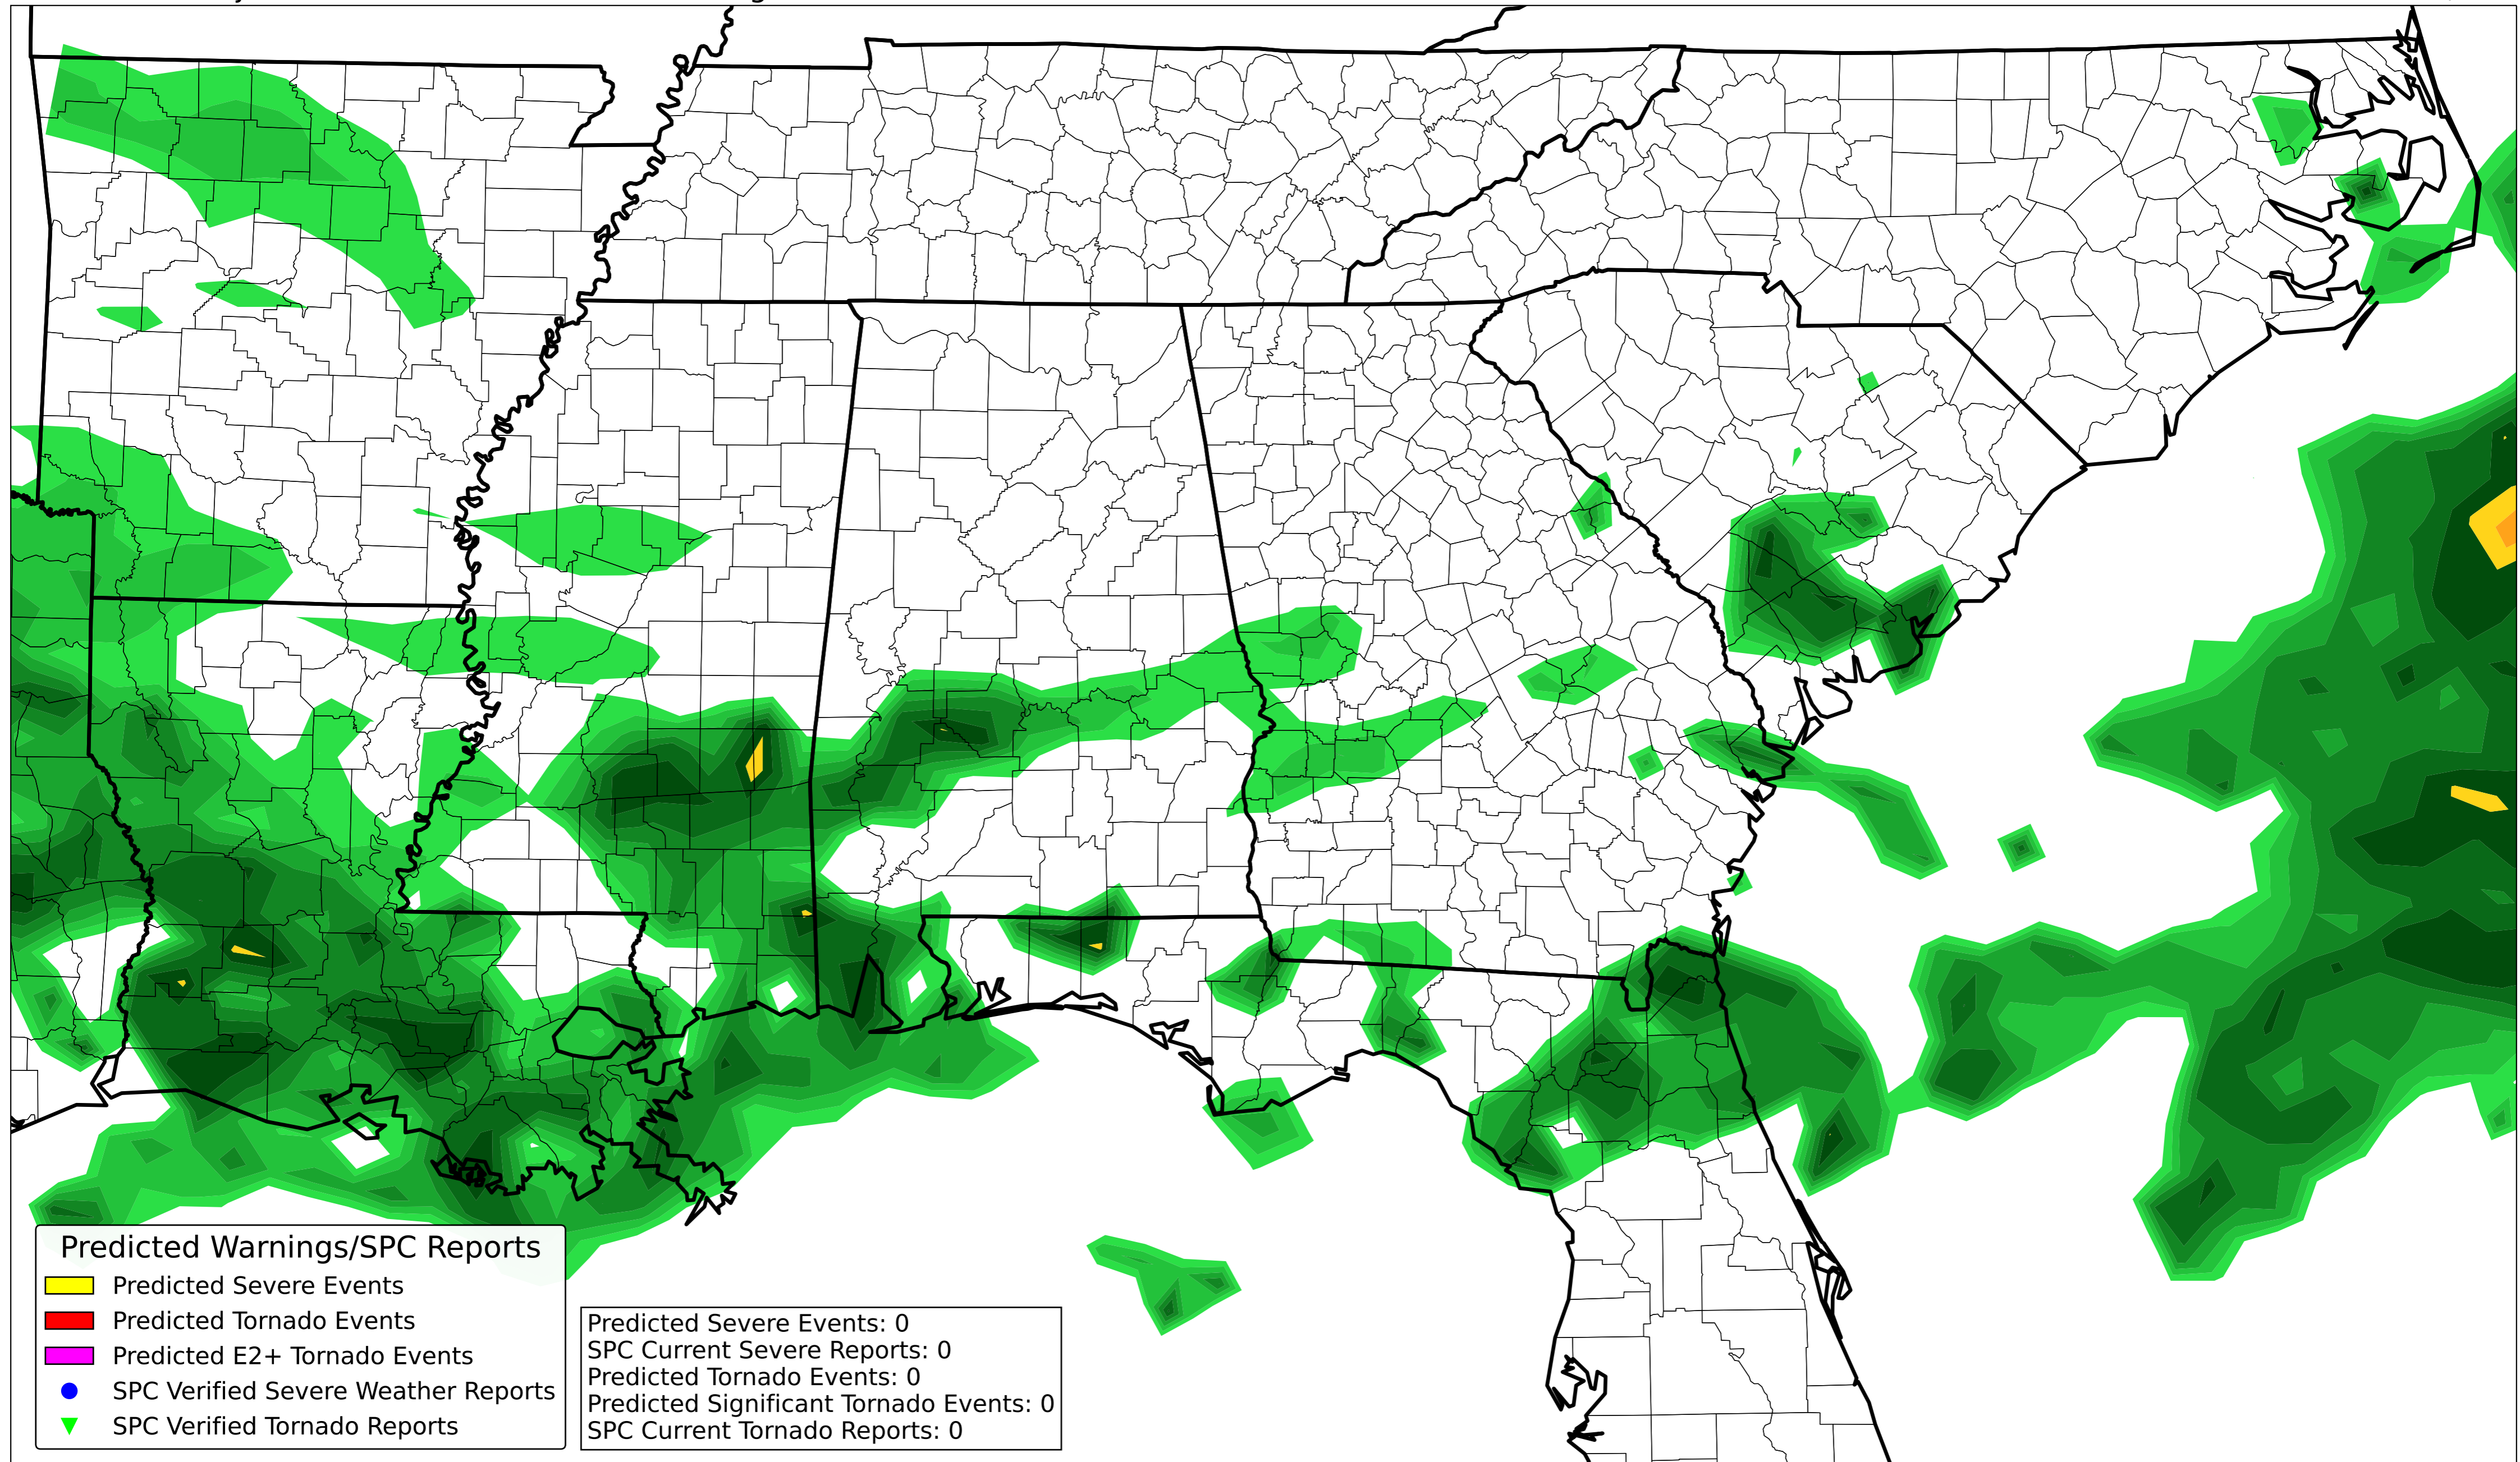 Predicted Warnings/SPC Reports
Predicted Severe Events
Predicted Tornado Events
Predicted E2+ Tornado Events
SPC Verified Severe Weather Reports
SPC Verified Tornado Reports
Predicted Severe Events: 0
SPC Current Severe Reports: 0
Predicted Tornado Events: 0
Predicted Significant Tornado Events: 0
SPC Current Tornado Reports: 0